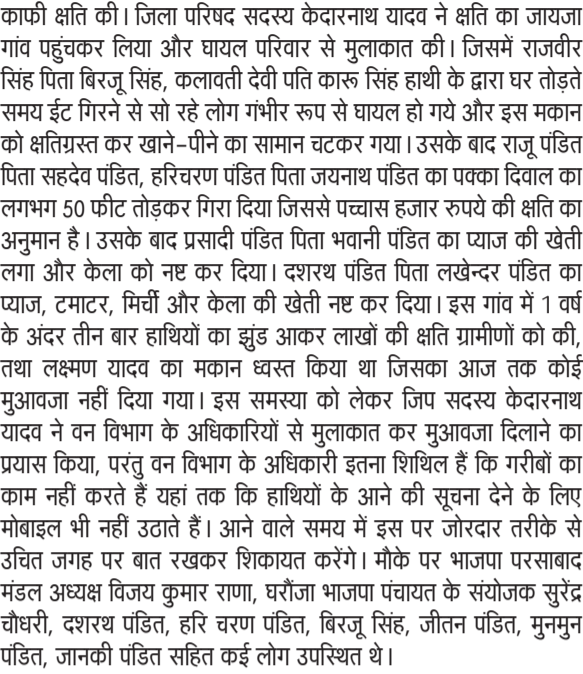 काफी क्षति की। जिला परिषद सदस्य केदारनाथ यादव ने क्षति का जायजा
गांव पहुंचकर लिया और घायल परिवार से मुलाकात की। जिसमें राजवीर
सिंह पिता बिरजू सिंह, कलावती देवी पति कारू सिंह हाथी के द्वारा घर तोड़ते
समय ईट गिरने से सो रहे लोग गंभीर रूप से घायल हो गये और इस मकान
को क्षतिग्रस्त कर खाने-पीने का सामान चटकर गया। उसके बाद राजू पंडित
पिता सहदेव पंडित, हरिचरण पंडित पिता जयनाथ पंडित का पक्का दिवाल का
लगभग 50 फीट तोड़कर गिरा दिया जिससे पच्चास हजार रुपये की क्षति का
अनुमान है। उसके बाद प्रसादी पंडित पिता भवानी पंडित का प्याज की खेती
लगा और केला को नष्ट कर दिया। दशरथ पंडित पिता लखेन्दर पंडित का
प्याज, टमाटर, मिर्ची और केला की खेती नष्ट कर दिया। इस गांव में 1 वर्ष
के अंदर तीन बार हाथियों का झुंड आकर लाखों की क्षति ग्रामीणों को की,
तथा लक्ष्मण यादव का मकान ध्वस्त किया था जिसका आज तक कोई
मुआवजा नहीं दिया गया। इस समस्या को लेकर जिप सदस्य केदारनाथ
यादव ने वन विभाग के अधिकारियों से मुलाकात कर मुआवजा दिलाने का
प्रयास किया, परंतु वन विभाग के अधिकारी इतना शिथिल हैं कि गरीबों का
काम नहीं करते हैं यहां तक कि हाथियों के आने की सूचना देने के लिए
मोबाइल भी नहीं उठाते हैं। आने वाले समय में इस पर जोरदार तरीके से
उचित जगह पर बात रखकर शिकायत करेंगे। मौके पर भाजपा परसाबाद
मंडल अध्यक्ष विजय कुमार राणा, घरौंजा भाजपा पंचायत के संयोजक सुरेंद्र
चौधरी, दशरथ पंडित, हरि चरण पंडित, बिरजू सिंह, जीतन पंडित, मुनमुन
पंडित, जानकी पंडित सहित कई लोग उपस्थित थे।